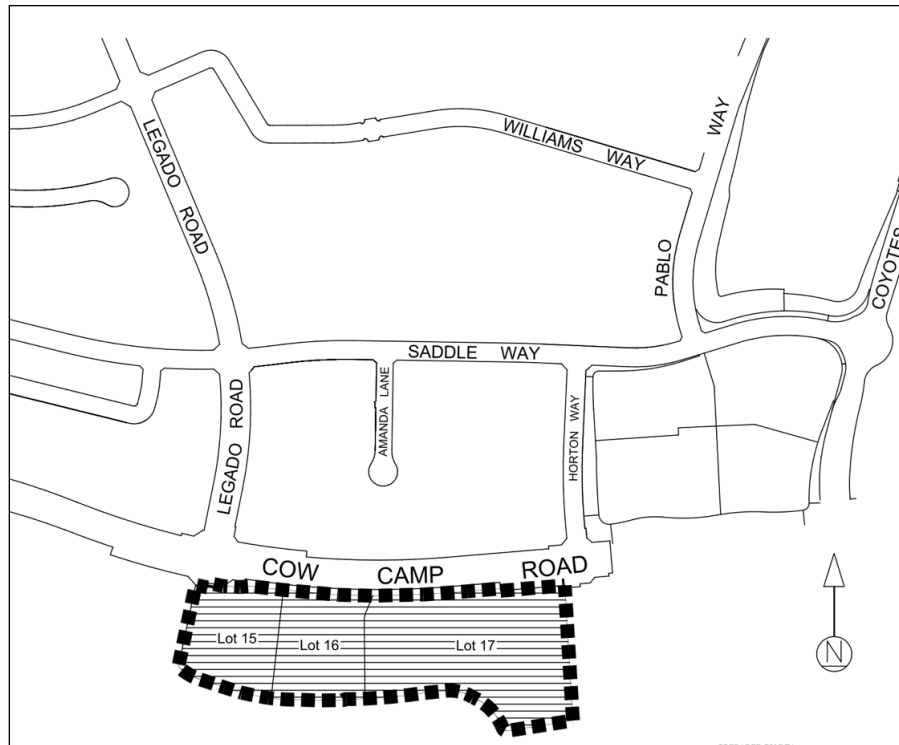 WILLIAMS WAY
WAY
LEGADO ROAD
PABLO
COYOTES
SADDLE WAY
AMANDA LANE
LEGADO ROAD
HORTON WAY
COW CAMP ROAD
Lot 15
Lot 16
Lot 17
N